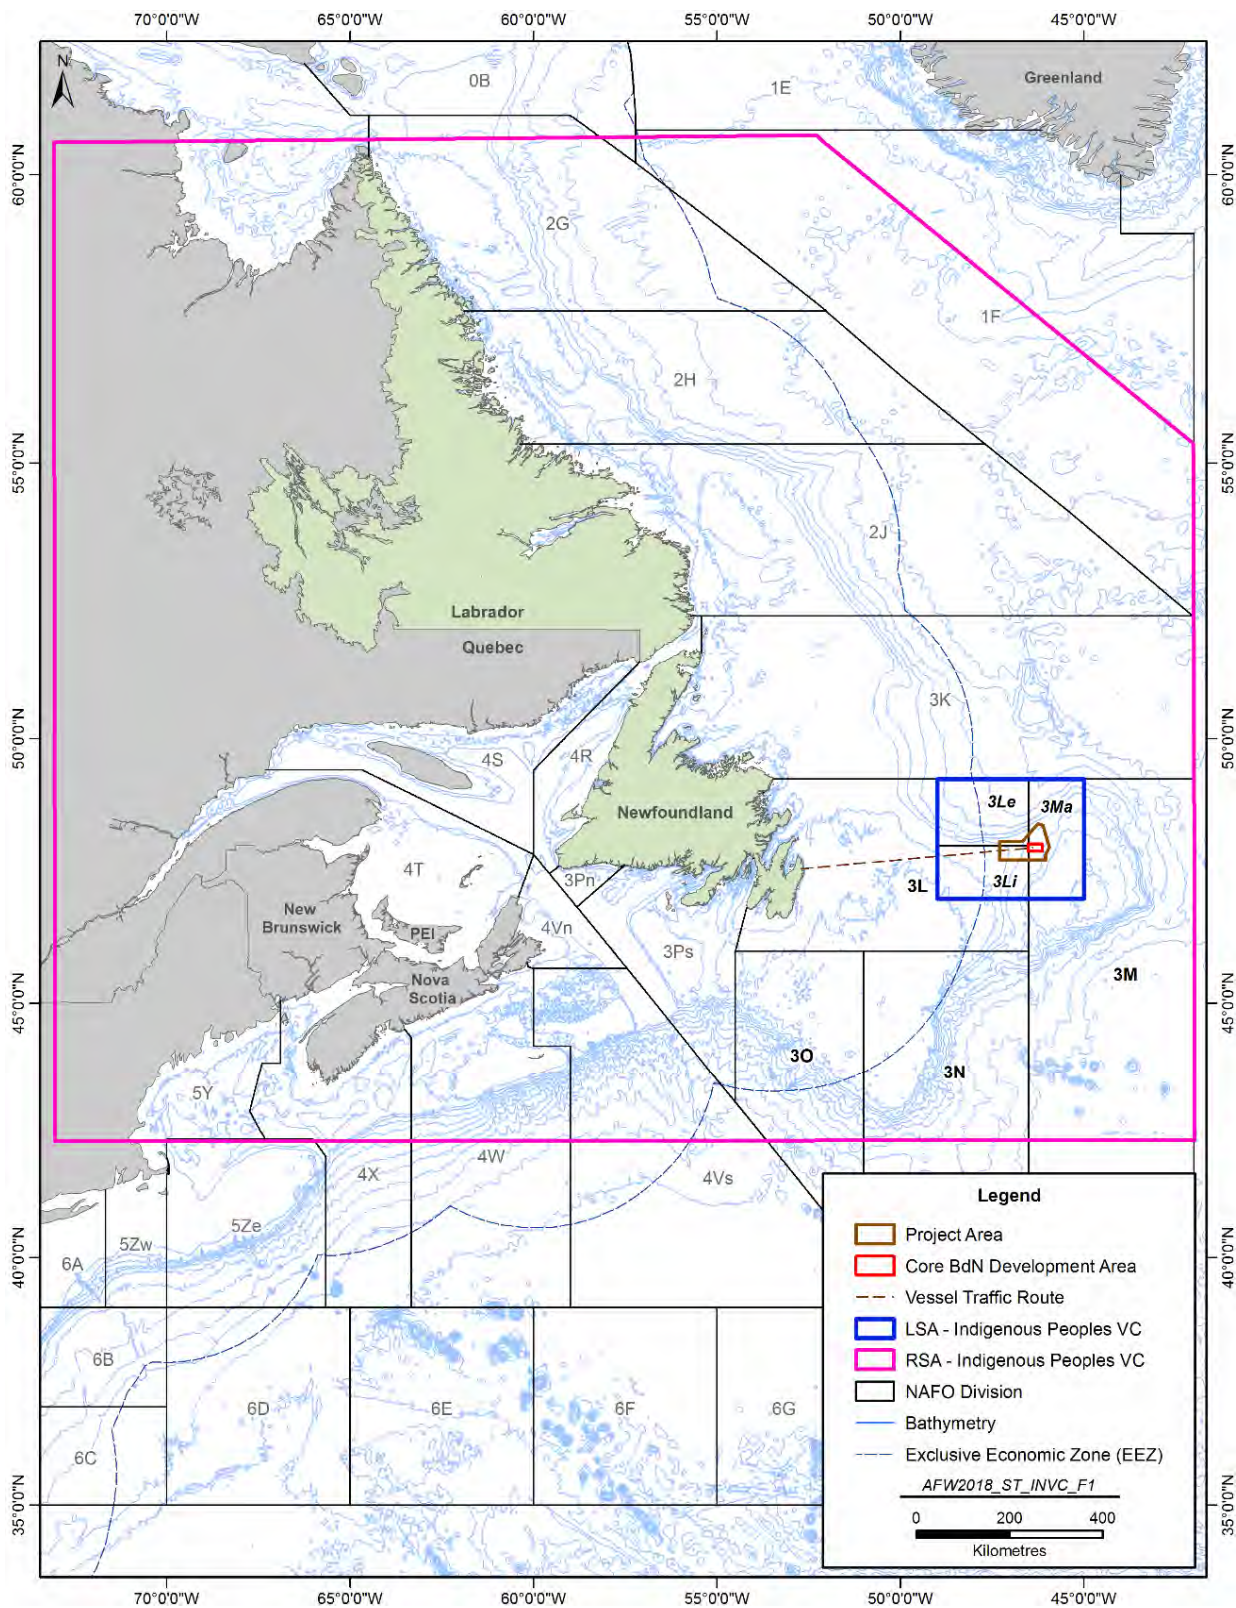 70°0'0"W 65°0'0"W 60°0'0"W 55°0'0"W 50°0'0"W 45°0'0"W
N
0B
1E
Greenland
60°0'0"N
60°0'0"N
2G
1F
2H
55°0'0"N
55°0'0"N
2J
Labrador
Quebec
3K
50°0'0"N
50°0'0"N
4S
4R
3Le
3Ma
Newfoundland
4T
3Pn
3L
3Li
New
Brunswick
PEI
4Vn
3Ps
Nova
Scotia
3M
45°0'0"N
45°0'0"N
3O
3N
5Y
4X
4W
4Vs
5Ze
5Zw
6A
40°0'0"N
40°0'0"N
6B
6D
6E
6F
6G
6C
35°0'0"N
35°0'0"N
Legend
Project Area
Core BdN Development Area
Vessel Traffic Route
LSA - Indigenous Peoples VC
RSA - Indigenous Peoples VC
NAFO Division
Bathymetry
Exclusive Economic Zone (EEZ)
AFW2018_ST_INVC_F1
0 200 400
Kilometres
70°0'0"W 65°0'0"W 60°0'0"W 55°0'0"W 50°0'0"W 45°0'0"W